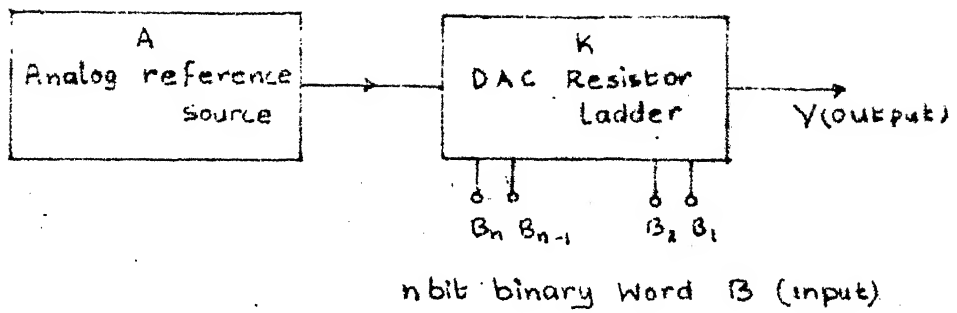 A
Analog reference
source
K
DAC Resistor
Ladder
Y(output)
Bn Bn-1 B2 B1
n bit binary word B (input)